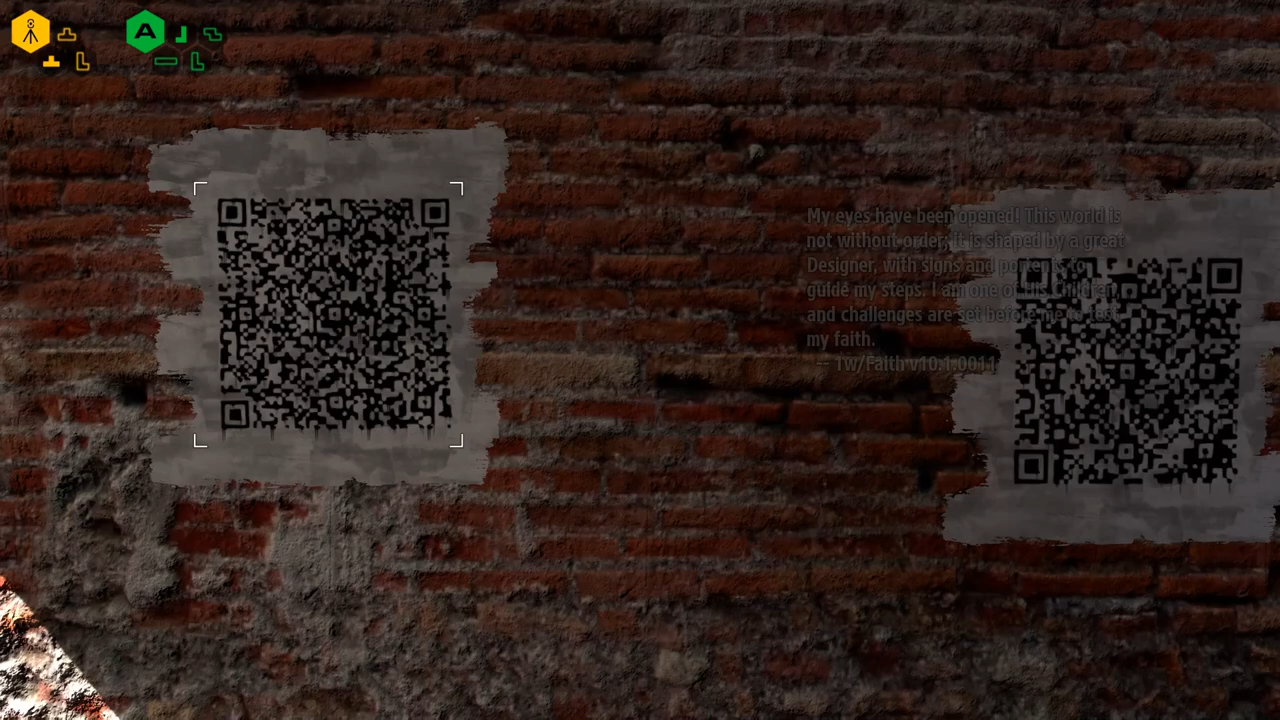 A
My eyes have been opened! This world is
not without order; it is shaped by a great
Designer, with signs and portents to
guide my steps. I am one of His Children,
and challenges are set before me to test
my faith.
-- 1w/Faith v10.1.0011